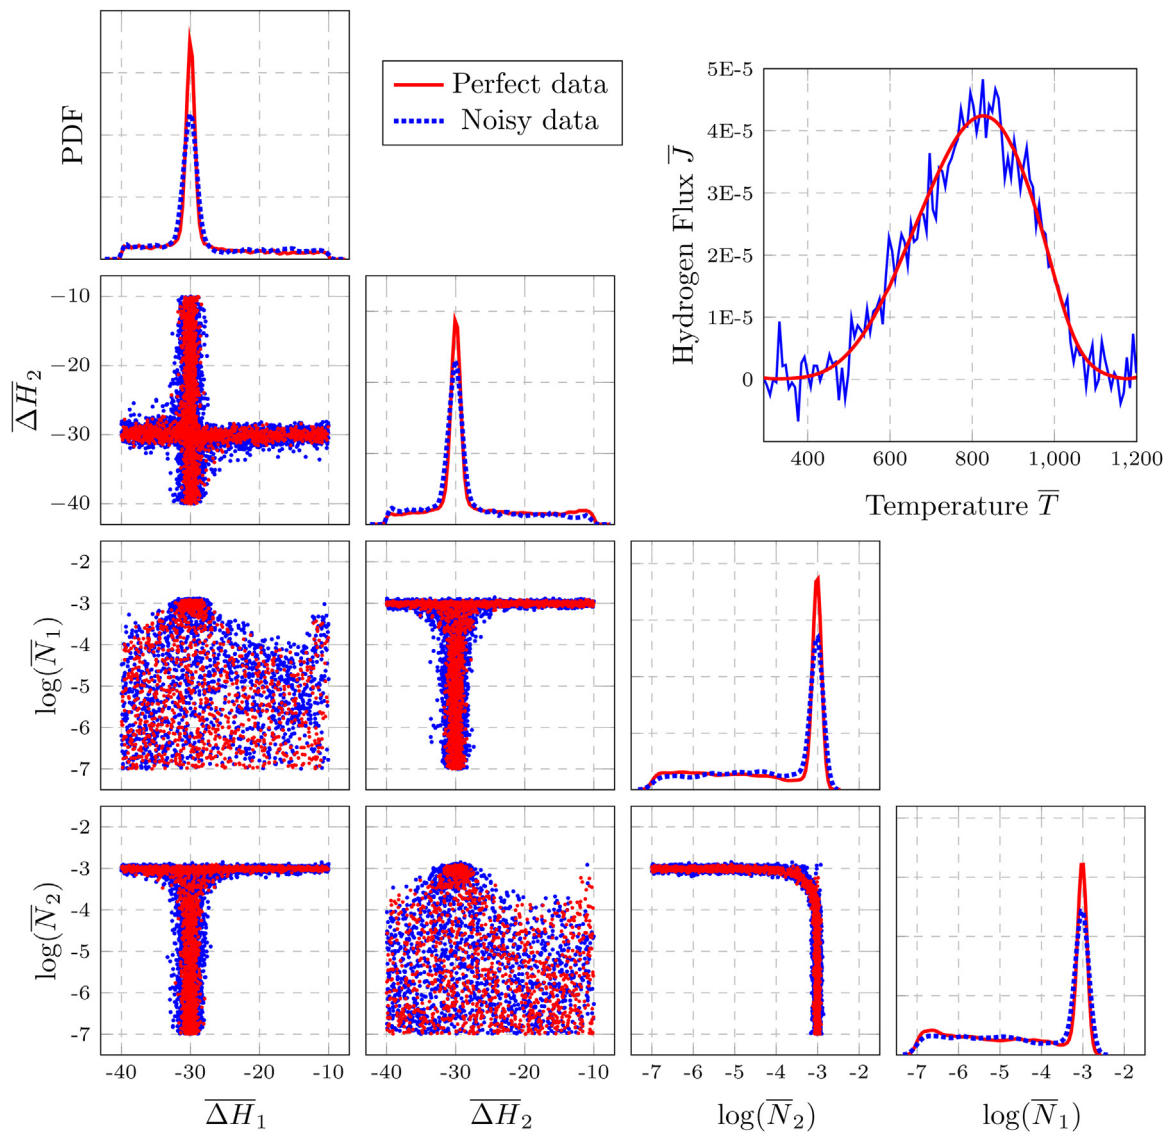 PDF
Perfect data
Noisy data
Hydrogen Flux J̅
5E-5
4E-5
3E-5
2E-5
1E-5
0
400 600 800 1,000 1,200
Temperature T̅
Δ̅H̅₂
−10
−20
−30
−40
log(N̅₁)
-2
-3
-4
-5
-6
-7
log(N̅₂)
-2
-3
-4
-5
-6
-7
-40 -30 -20 -10 -40 -30 -20 -10 -7 -6 -5 -4 -3 -2 -7 -6 -5 -4 -3 -2
Δ̅H̅₁ Δ̅H̅₂ log(N̅₂) log(N̅₁)